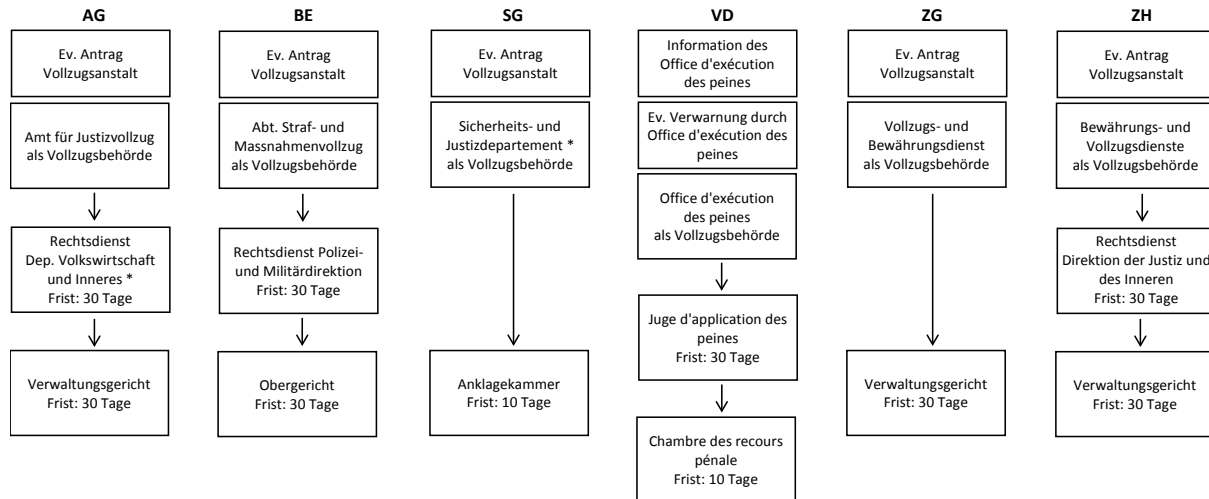 AG
Ev. Antrag
Vollzugsanstalt
Amt für Justizvollzug
als Vollzugsbehörde
Rechtsdienst
Dep. Volkswirtschaft
und Inneres *
Frist: 30 Tage
Verwaltungsgericht
Frist: 30 Tage
BE
Ev. Antrag
Vollzugsanstalt
Abt. Straf- und
Massnahmenvollzug
als Vollzugsbehörde
Rechtsdienst Polizei-
und Militärdirektion
Frist: 30 Tage
Obergericht
Frist: 30 Tage
SG
Ev. Antrag
Vollzugsanstalt
Sicherheits- und
Justizdepartement *
als Vollzugsbehörde
Anklagekammer
Frist: 10 Tage
VD
Information des
Office d'exécution
des peines
Ev. Verwarnung durch
Office d'exécution des
peines
Office d'exécution
des peines
als Vollzugsbehörde
Juge d'application des
peines
Frist: 30 Tage
Chambre des recours
pénale
Frist: 10 Tage
ZG
Ev. Antrag
Vollzugsanstalt
Vollzugs- und
Bewährungsdienst
als Vollzugsbehörde
Verwaltungsgericht
Frist: 30 Tage
ZH
Ev. Antrag
Vollzugsanstalt
Bewährungs- und
Vollzugsdienste
als Vollzugsbehörde
Rechtsdienst
Direktion der Justiz und
des Inneren
Frist: 30 Tage
Verwaltungsgericht
Frist: 30 Tage